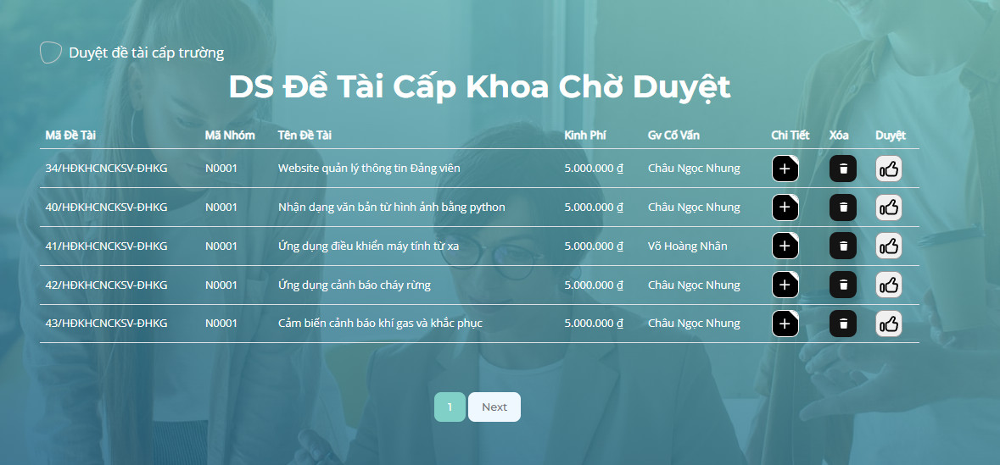 Duyệt đề tài cấp trường
DS Đề Tài Cấp Khoa Chờ Duyệt
Mã Đề Tài Mã Nhóm Tên Đề Tài Kinh Phí Gv Cố Vấn Chi Tiết Xóa Duyệt
34/HĐKHCNCKSV-ĐHKG N0001 Website quản lý thông tin Đảng viên 5.000.000 ₫ Châu Ngọc Nhung
40/HĐKHCNCKSV-ĐHKG N0001 Nhận dạng văn bản từ hình ảnh bằng python 5.000.000 ₫ Châu Ngọc Nhung
41/HĐKHCNCKSV-ĐHKG N0001 Ứng dụng điều khiển máy tính từ xa 5.000.000 ₫ Võ Hoàng Nhân
42/HĐKHCNCKSV-ĐHKG N0001 Ứng dụng cảnh báo cháy rừng 5.000.000 ₫ Châu Ngọc Nhung
43/HĐKHCNCKSV-ĐHKG N0001 Cảm biến cảnh báo khí gas và khắc phục 5.000.000 ₫ Châu Ngọc Nhung
1 Next